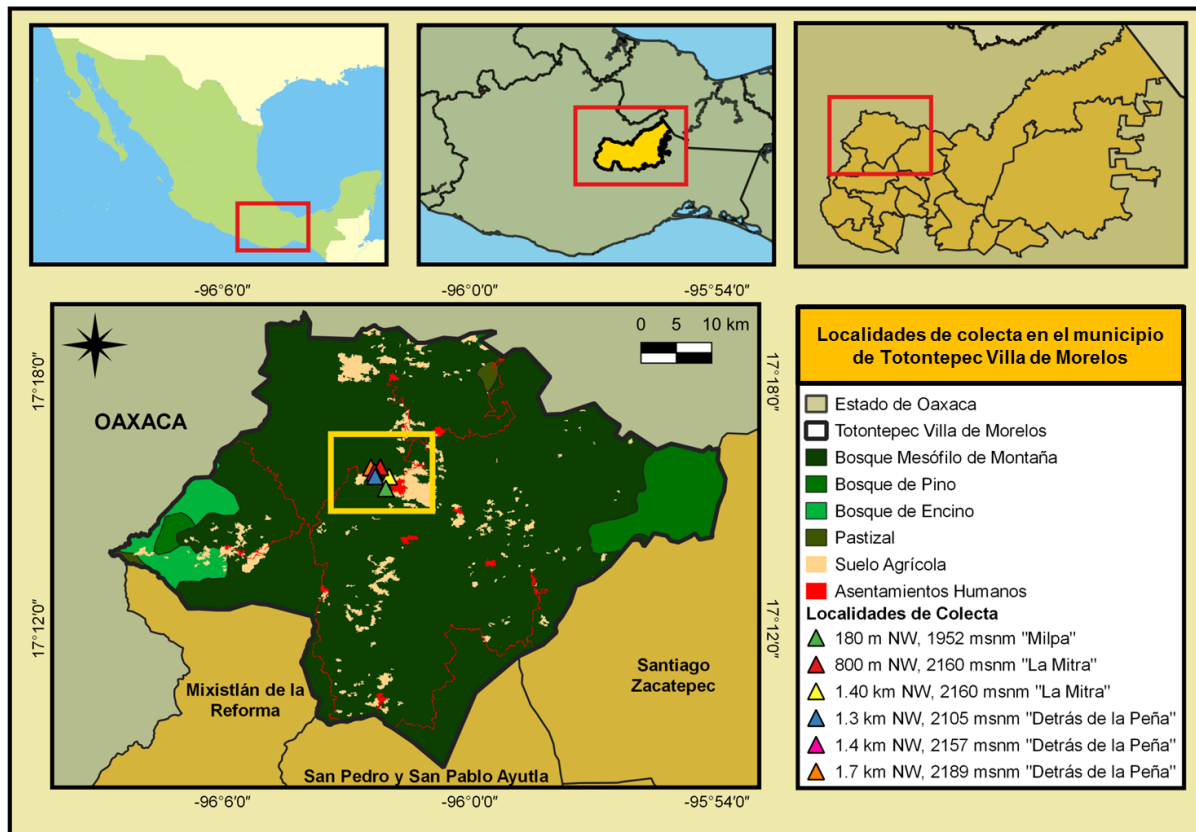 -96°6′0″
-96°0′0″
-95°54′0″
0 5 10 km
17°18′0″
17°18′0″
OAXACA
17°12′0″
17°12′0″
Mixistlán de la
Reforma
Santiago
Zacatepec
San Pedro y San Pablo Ayutla
-96°6′0″
-96°0′0″
-95°54′0″
Localidades de colecta en el municipio
de Totontepec Villa de Morelos
Estado de Oaxaca
Totontepec Villa de Morelos
Bosque Mesófilo de Montaña
Bosque de Pino
Bosque de Encino
Pastizal
Suelo Agrícola
Asentamientos Humanos
Localidades de Colecta
180 m NW, 1952 msnm "Milpa"
800 m NW, 2160 msnm "La Mitra"
1.40 km NW, 2160 msnm "La Mitra"
1.3 km NW, 2105 msnm "Detrás de la Peña"
1.4 km NW, 2157 msnm "Detrás de la Peña"
1.7 km NW, 2189 msnm "Detrás de la Peña"